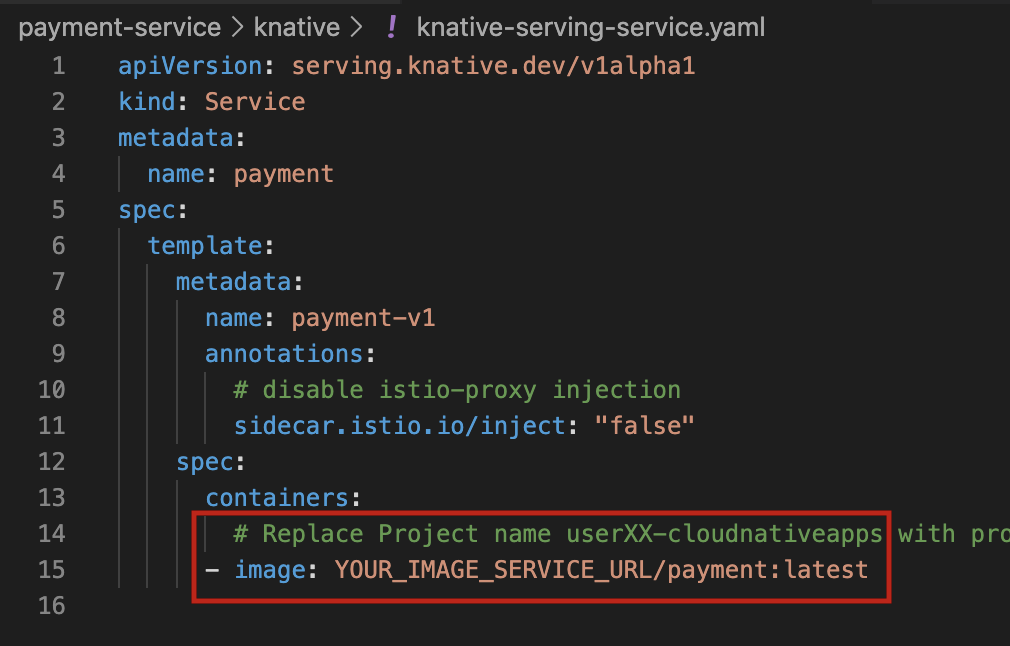 payment-service > knative > ! knative-serving-service.yaml
1 apiVersion: serving.knative.dev/v1alpha1
2 kind: Service
3 metadata:
4   name: payment
5 spec:
6   template:
7     metadata:
8       name: payment-v1
9       annotations:
10         # disable istio-proxy injection
11         sidecar.istio.io/inject: "false"
12     spec:
13       containers:
14         # Replace Project name userXX-cloudnativeapps with
15       - image: YOUR_IMAGE_SERVICE_URL/payment:latest
16